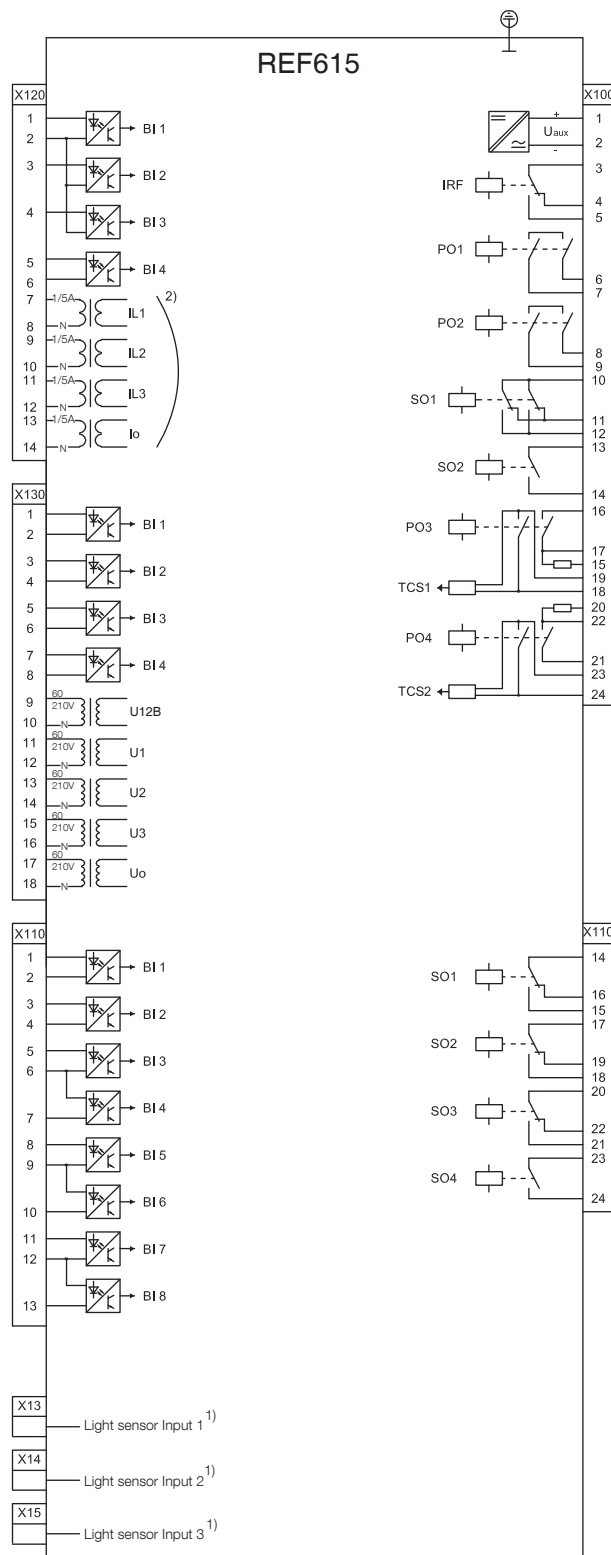 REF615
X120
1
2
BI 1
3
BI 2
4
BI 3
5
6
BI 4
7
1/5A
8
N
IL1
2)
9
1/5A
10
N
IL2
11
1/5A
12
N
IL3
13
1/5A
14
N
Io
X130
1
2
BI 1
3
4
BI 2
5
6
BI 3
7
8
BI 4
9
60
210V
10
N
U12B
11
60
210V
12
N
U1
13
60
210V
14
N
U2
15
60
210V
16
N
U3
17
60
210V
18
N
Uo
X110
1
2
BI 1
3
4
BI 2
5
6
BI 3
7
BI 4
8
9
BI 5
10
BI 6
11
12
BI 7
13
BI 8
X13
Light sensor Input 1 1)
X14
Light sensor Input 2 1)
X15
Light sensor Input 3 1)
X100
+
Uaux
-
1
2
IRF
3
4
5
PO1
6
7
PO2
8
9
SO1
10
11
12
SO2
13
14
PO3
16
17
15
19
TCS1
18
20
22
PO4
21
23
TCS2
24
X110
SO1
14
16
15
SO2
17
19
18
SO3
20
22
21
SO4
23
24